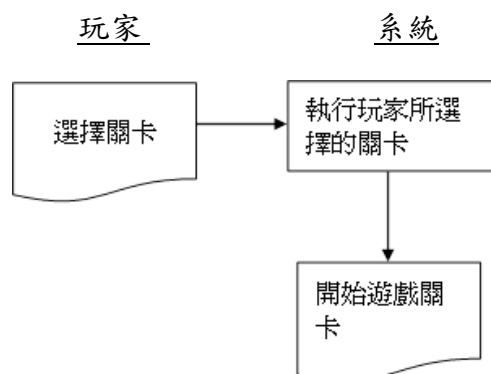 玩家
系統
選擇關卡
執行玩家所選
擇的關卡
開始遊戲關
卡